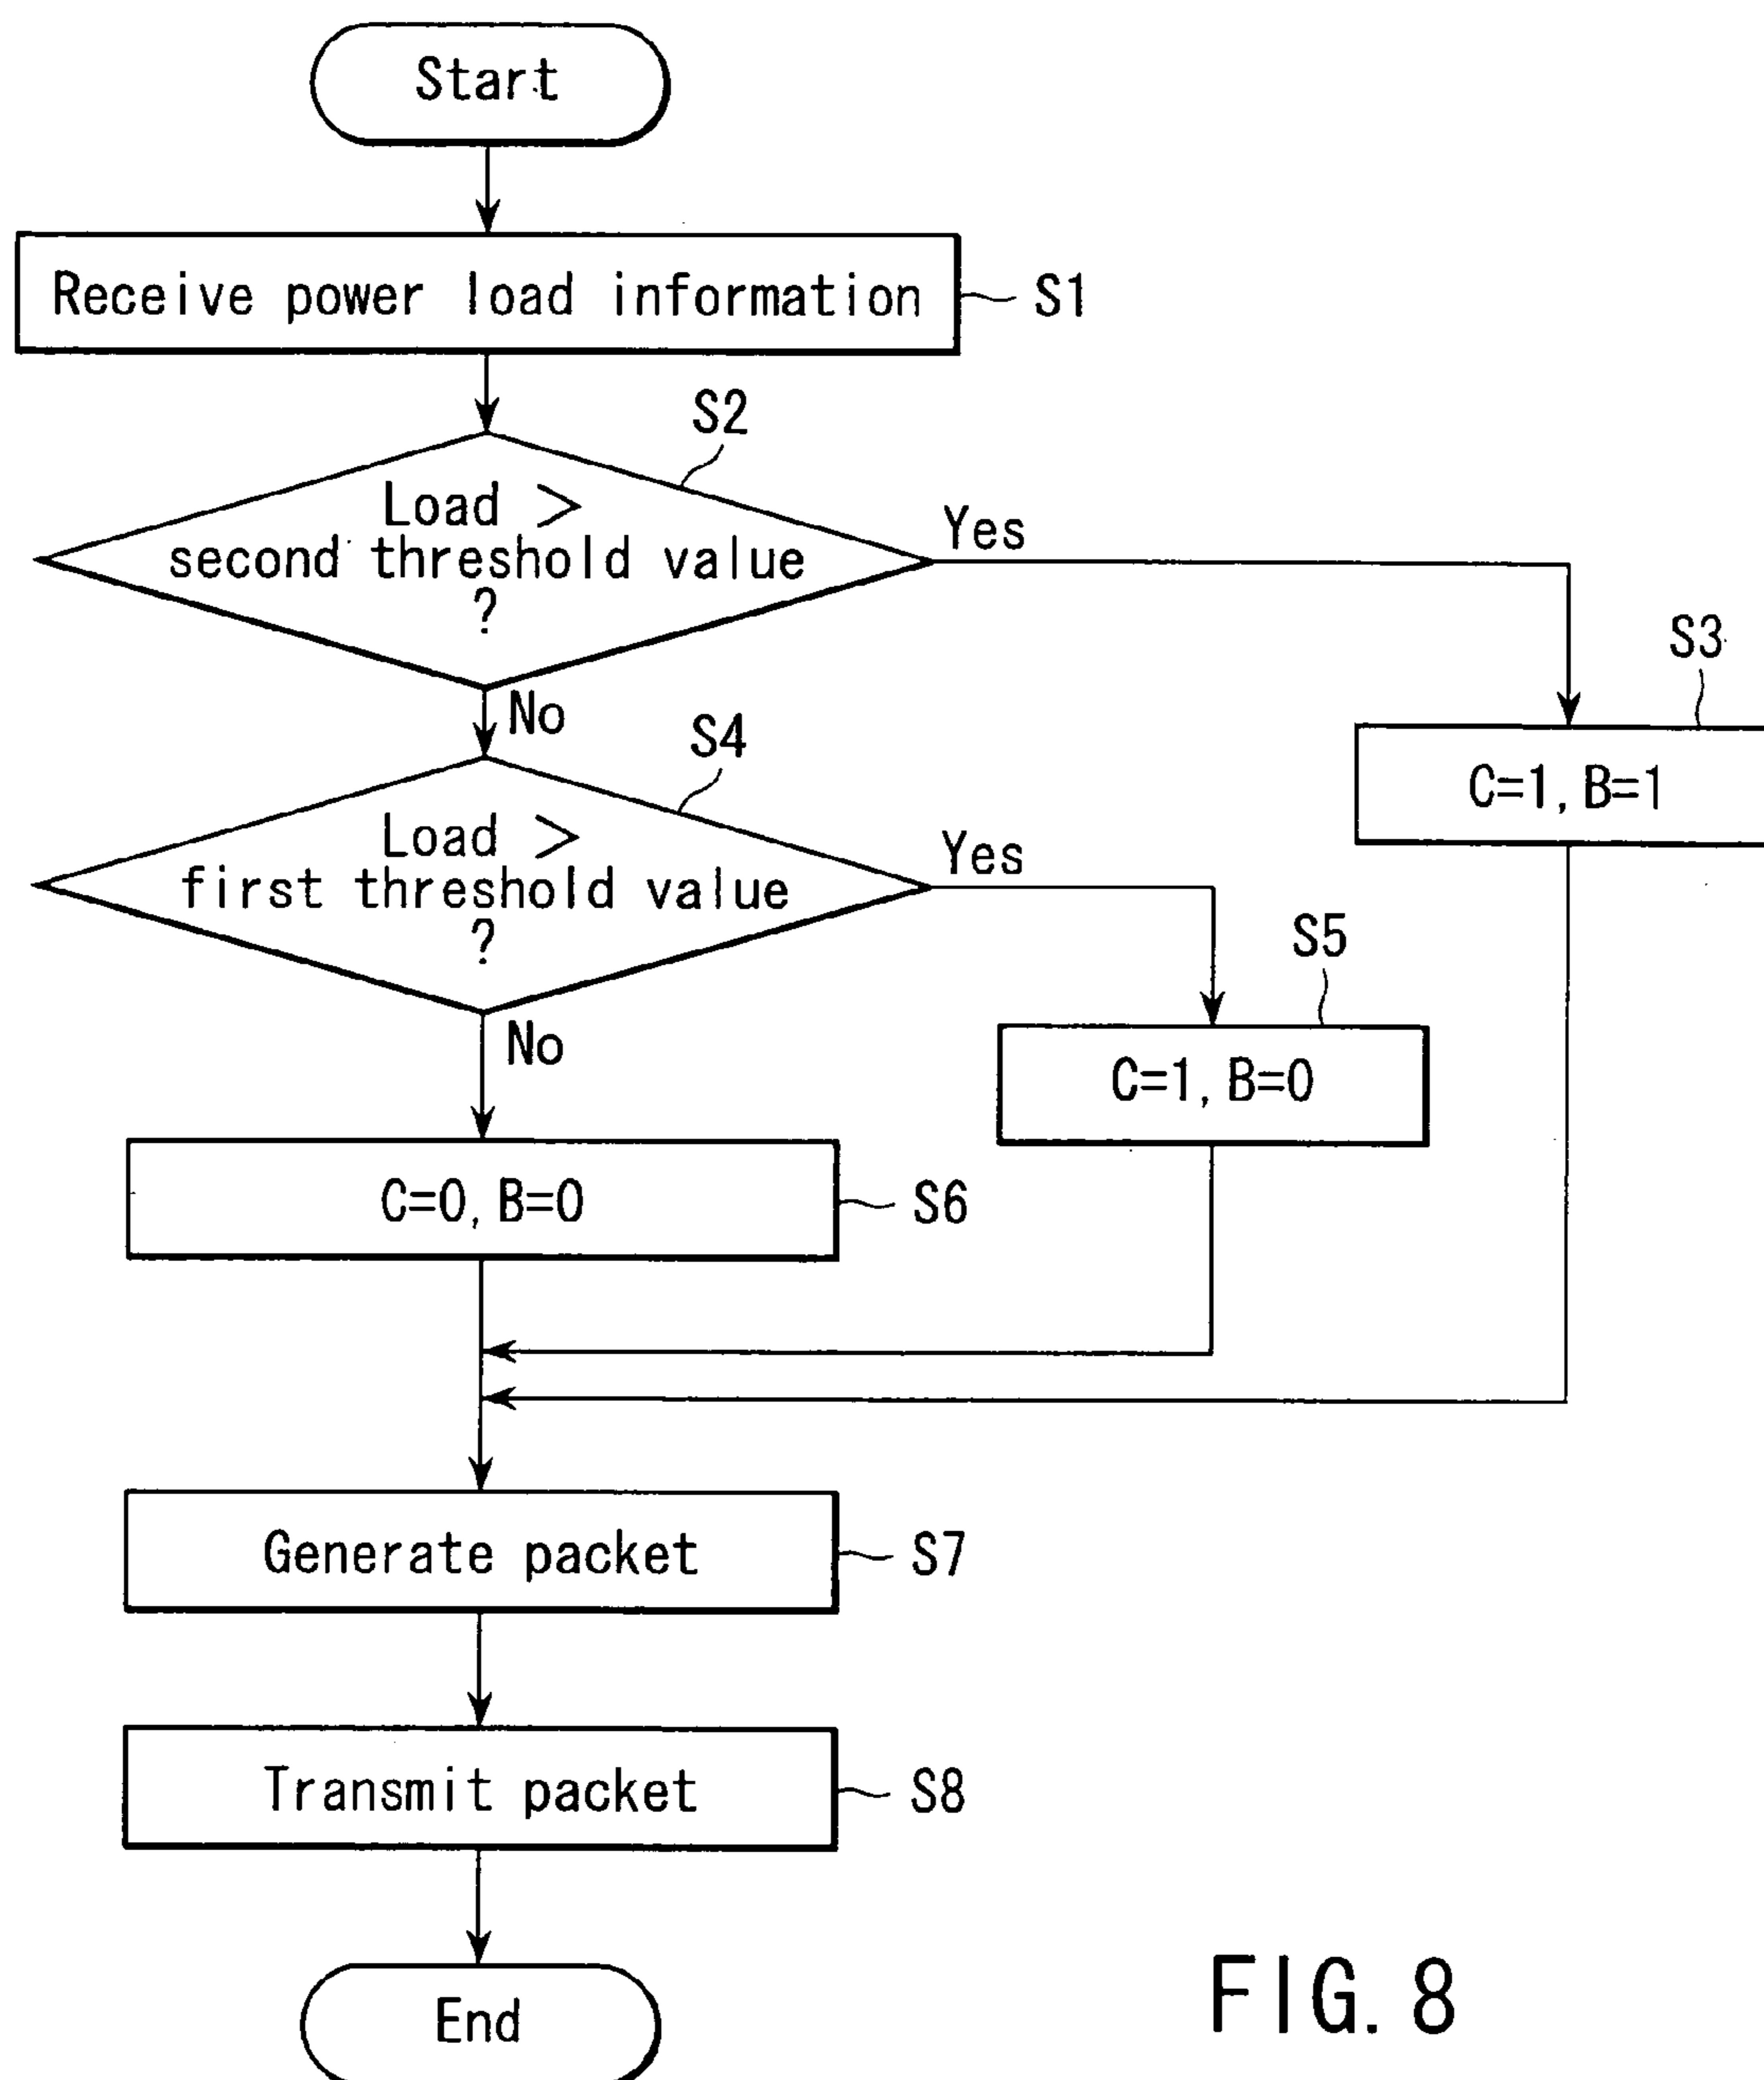 Start
Receive power load information
S1
S2
Load >
second threshold value
?
Yes
No
S3
C=1, B=1
S4
Load >
first threshold value
?
Yes
No
S5
C=1, B=0
C=0, B=0
S6
Generate packet
S7
Transmit packet
S8
End
FIG. 8